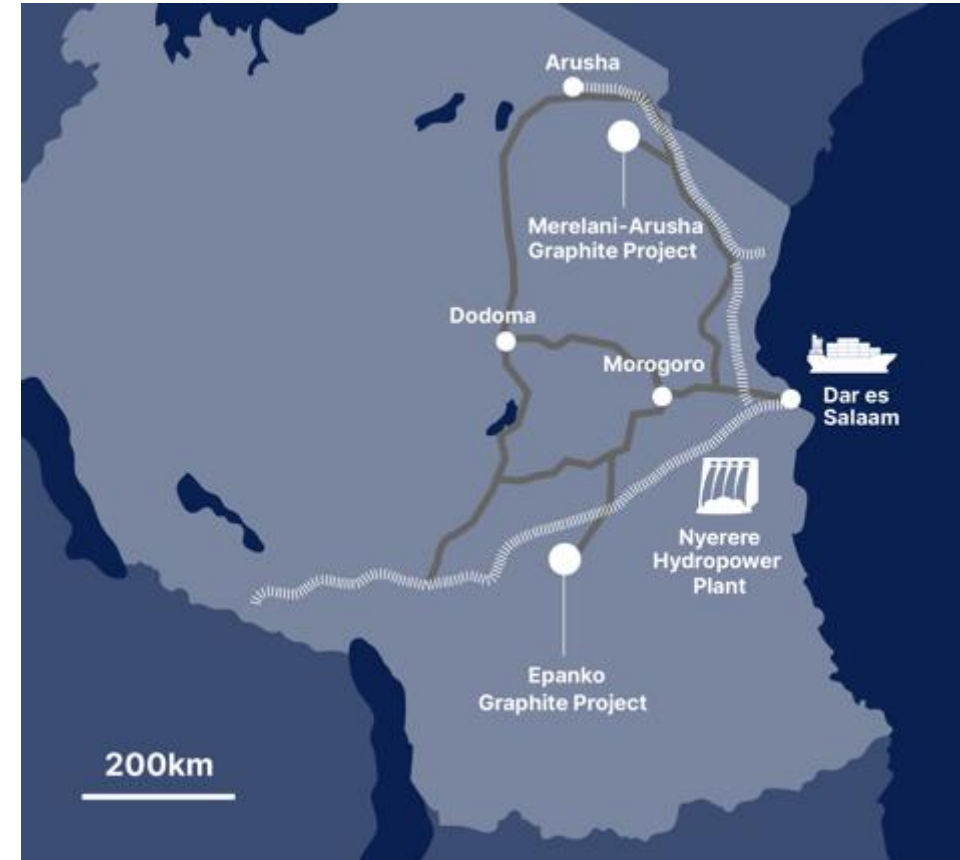 Arusha
Merelani-Arusha
Graphite Project
Dodoma
Morogoro
Dar es
Salaam
Nyerere
Hydropower
Plant
Epanko
Graphite Project
200km